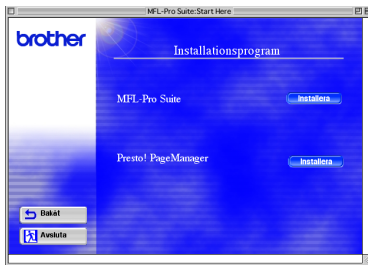 MFL-Pro Suite:Start Here
brother
Installationsprogram
MFL-Pro Suite
Installera
Presto! PageManager
Installera
Bakåt
Avsluta